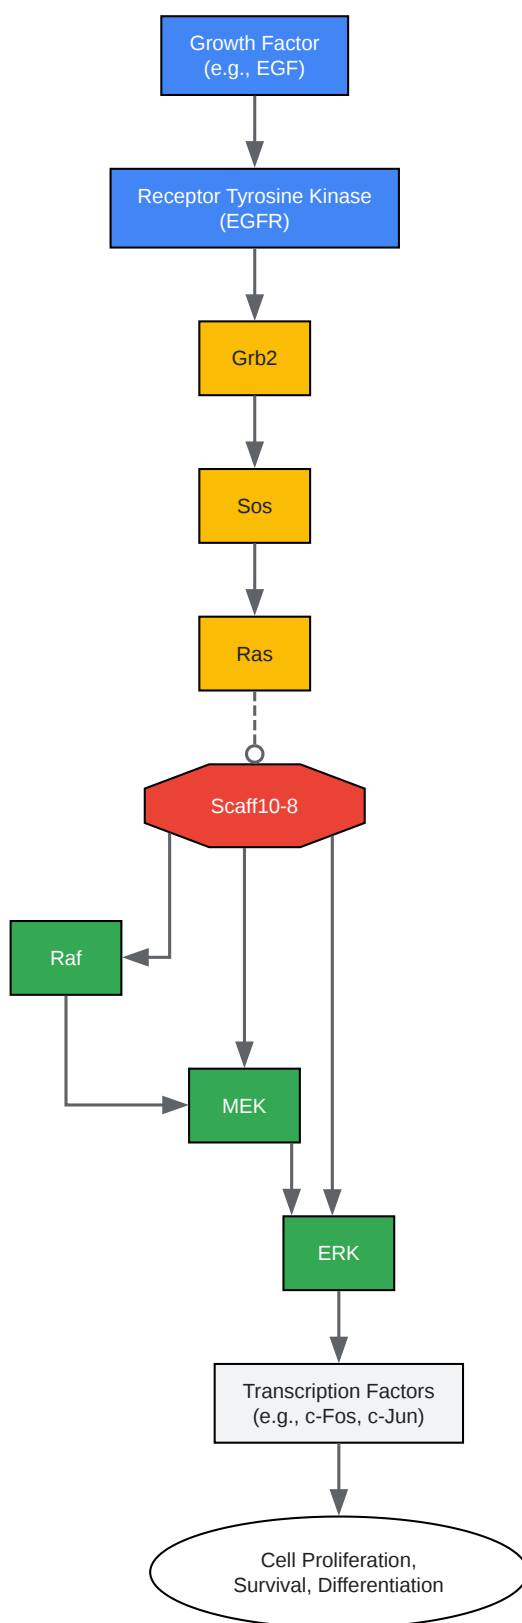 Growth Factor
(e.g., EGF)
Receptor Tyrosine Kinase
(EGFR)
Grb2
Sos
Ras
Scaff10-8
Raf
MEK
ERK
Transcription Factors
(e.g., c-Fos, c-Jun)
Cell Proliferation,
Survival, Differentiation